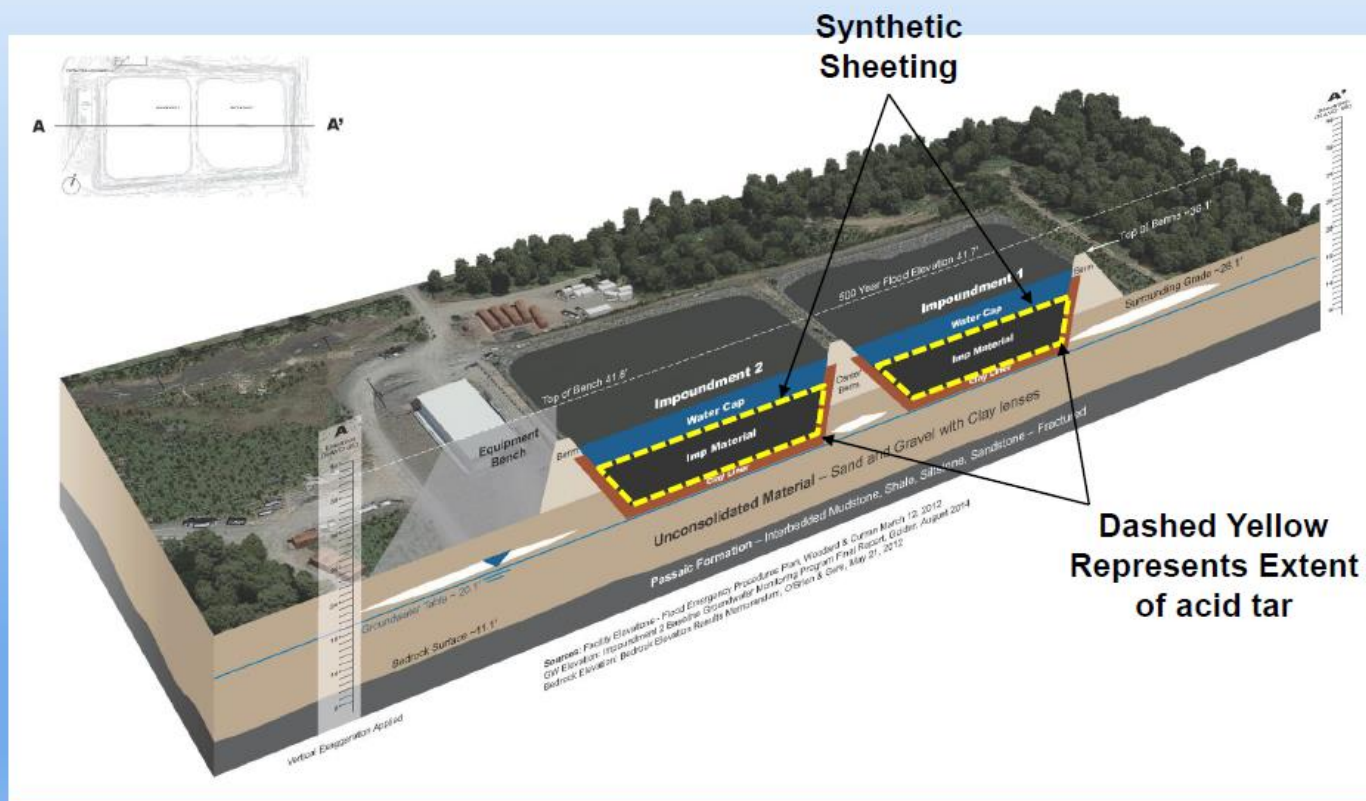 Synthetic
Sheeting
A
A'
A'
500 Year Flood Elevation 41.7'
Top of Berms ~36.1'
Impoundment 1
Berm
Surrounding Grade ~26.1'
Water Cap
Imp Material
Clay Liner
Top of Bench 41.8'
Impoundment 2
Water Cap
Center
Berm
Imp Material
Clay Liner
A
Equipment
Bench
Berm
Unconsolidated Material – Sand and Gravel with Clay lenses
Passaic Formation – Interbedded Mudstone, Shale, Siltstone, Sandstone – Fractured
Groundwater Table ~ 20.1'
Bedrock Surface ~11.1'
Sources: Facility Elevations - Flood Emergency Procedures Plan, Woodard & Curran March 12, 2012
GW Elevation: Impoundment 2 Baseline Groundwater Monitoring Program Final Report, Golder, August 2014
Bedrock Elevation: Bedrock Elevation Results Memorandum, O'Brien & Gere, May 21, 2012
Vertical Exaggeration Applied
Dashed Yellow
Represents Extent
of acid tar